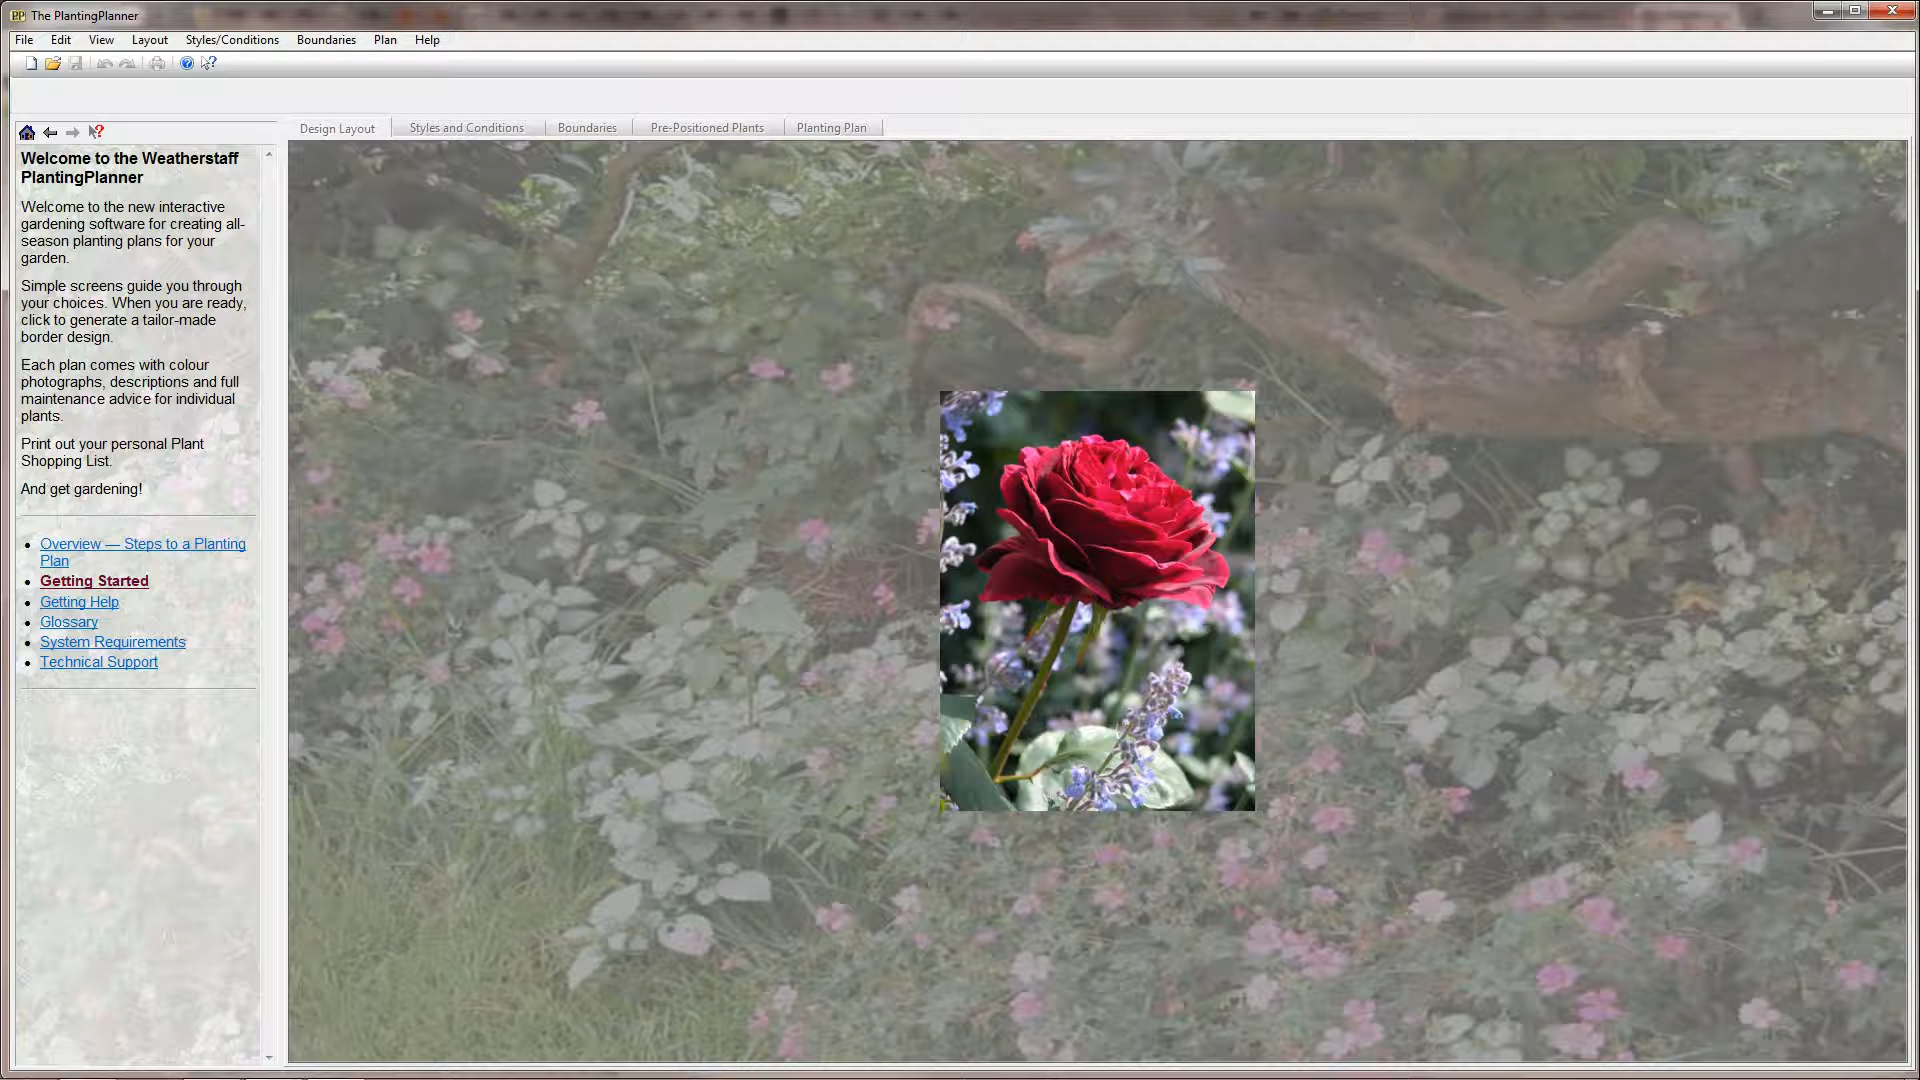 The PlantingPlanner
File Edit View Layout Styles/Conditions Boundaries Plan Help
Design Layout Styles and Conditions Boundaries Pre-Positioned Plants Planting Plan
Welcome to the Weatherstaff
PlantingPlanner
Welcome to the new interactive
gardening software for creating all-
season planting plans for your
garden.
Simple screens guide you through
your choices. When you are ready,
click to generate a tailor-made
border design.
Each plan comes with colour
photographs, descriptions and full
maintenance advice for individual
plants.
Print out your personal Plant
Shopping List.
And get gardening!
Overview — Steps to a Planting
Plan
Getting Started
Getting Help
Glossary
System Requirements
Technical Support